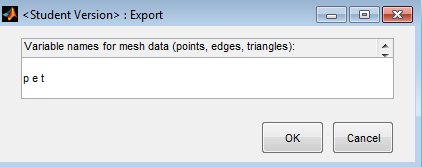 <Student Version> : Export
Variable names for mesh data (points, edges, triangles):
p e t
OK Cancel